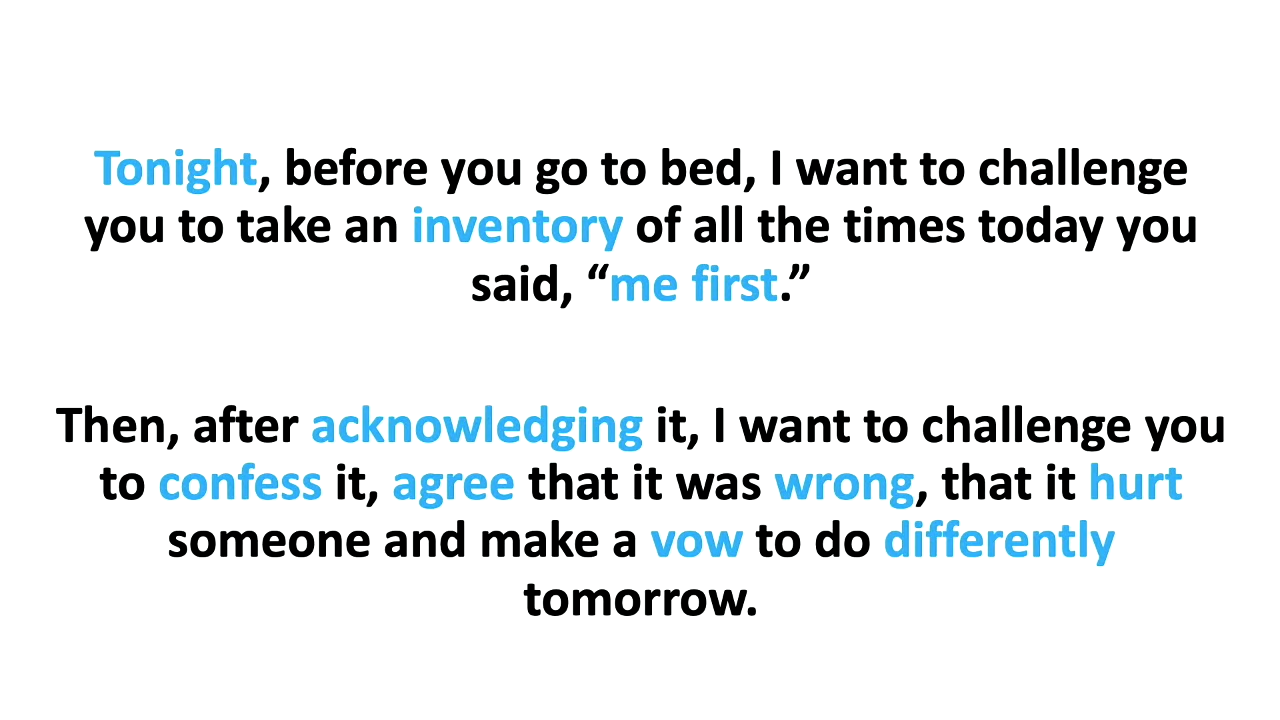 Tonight, before you go to bed, I want to challenge
you to take an inventory of all the times today you
said, “me first.”
Then, after acknowledging it, I want to challenge you
to confess it, agree that it was wrong, that it hurt
someone and make a vow to do differently
tomorrow.